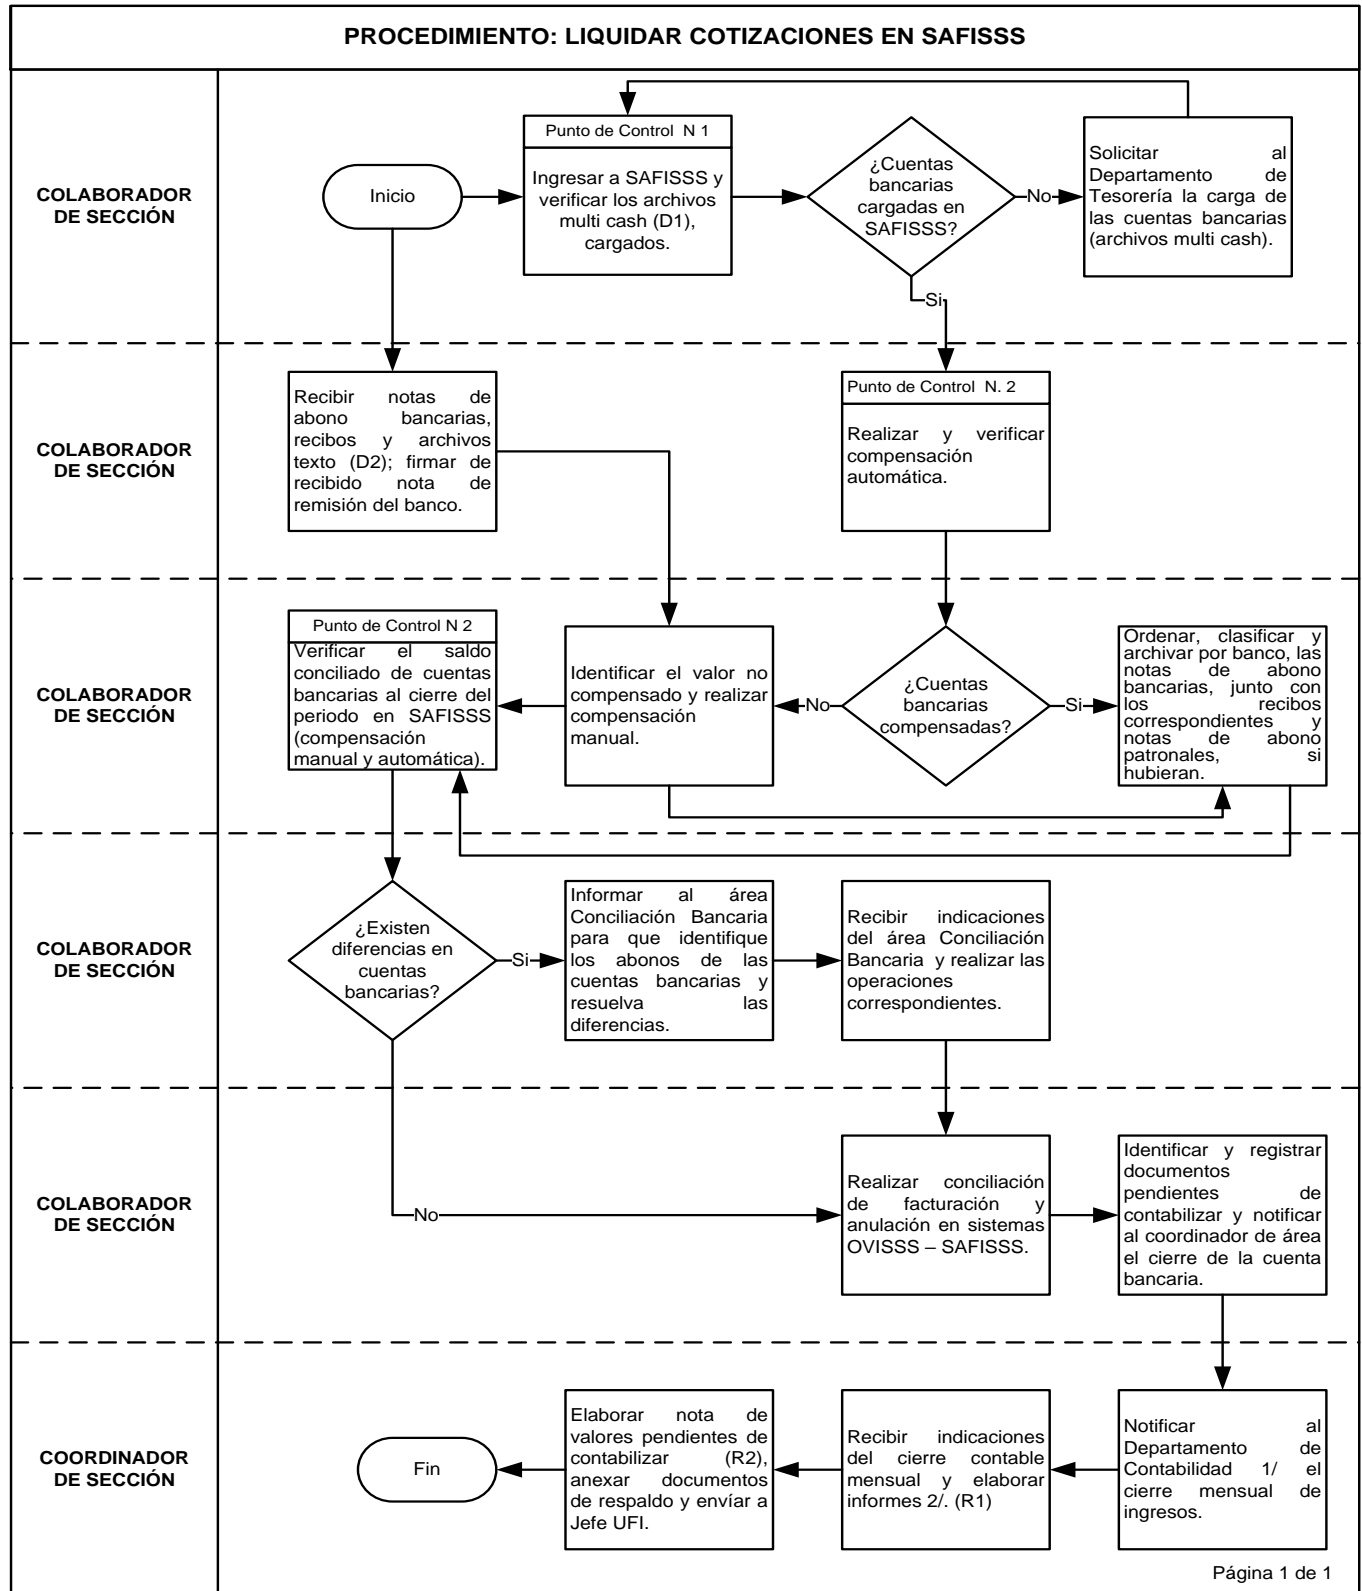 PROCEDIMIENTO: LIQUIDAR COTIZACIONES EN SAFISSS
COLABORADOR
DE SECCIÓN
Inicio
Punto de Control N 1
Ingresar a SAFISSS y
verificar los archivos
multi cash (D1),
cargados.
¿Cuentas
bancarias
cargadas en
SAFISSS?
No
Solicitar al
Departamento de
Tesorería la carga de
las cuentas bancarias
(archivos multi cash).
Si
COLABORADOR
DE SECCIÓN
Recibir notas de
abono bancarias,
recibos y archivos
texto (D2); firmar de
recibido nota de
remisión del banco.
Punto de Control N. 2
Realizar y verificar
compensación
automática.
COLABORADOR
DE SECCIÓN
Punto de Control N 2
Verificar el saldo
conciliado de cuentas
bancarias al cierre del
periodo en SAFISSS
(compensación
manual y automática).
Identificar el valor no
compensado y realizar
compensación
manual.
No
¿Cuentas
bancarias
compensadas?
Si
Ordenar, clasificar y
archivar por banco, las
notas de abono
bancarias, junto con
los recibos
correspondientes y
notas de abono
patronales, si
hubieran.
COLABORADOR
DE SECCIÓN
¿Existen
diferencias en
cuentas
bancarias?
Si
Informar al área
Conciliación Bancaria
para que identifique
los abonos de las
cuentas bancarias y
resuelva las
diferencias.
Recibir indicaciones
del área Conciliación
Bancaria y realizar las
operaciones
correspondientes.
COLABORADOR
DE SECCIÓN
No
Realizar conciliación
de facturación y
anulación en sistemas
OVISSS – SAFISSS.
Identificar y registrar
documentos
pendientes de
contabilizar y notificar
al coordinador de área
el cierre de la cuenta
bancaria.
COORDINADOR
DE SECCIÓN
Fin
Elaborar nota de
valores pendientes de
contabilizar (R2),
anexar documentos
de respaldo y envíar a
Jefe UFI.
Recibir indicaciones
del cierre contable
mensual y elaborar
informes 2/. (R1)
Notificar al
Departamento de
Contabilidad 1/ el
cierre mensual de
ingresos.
Página 1 de 1